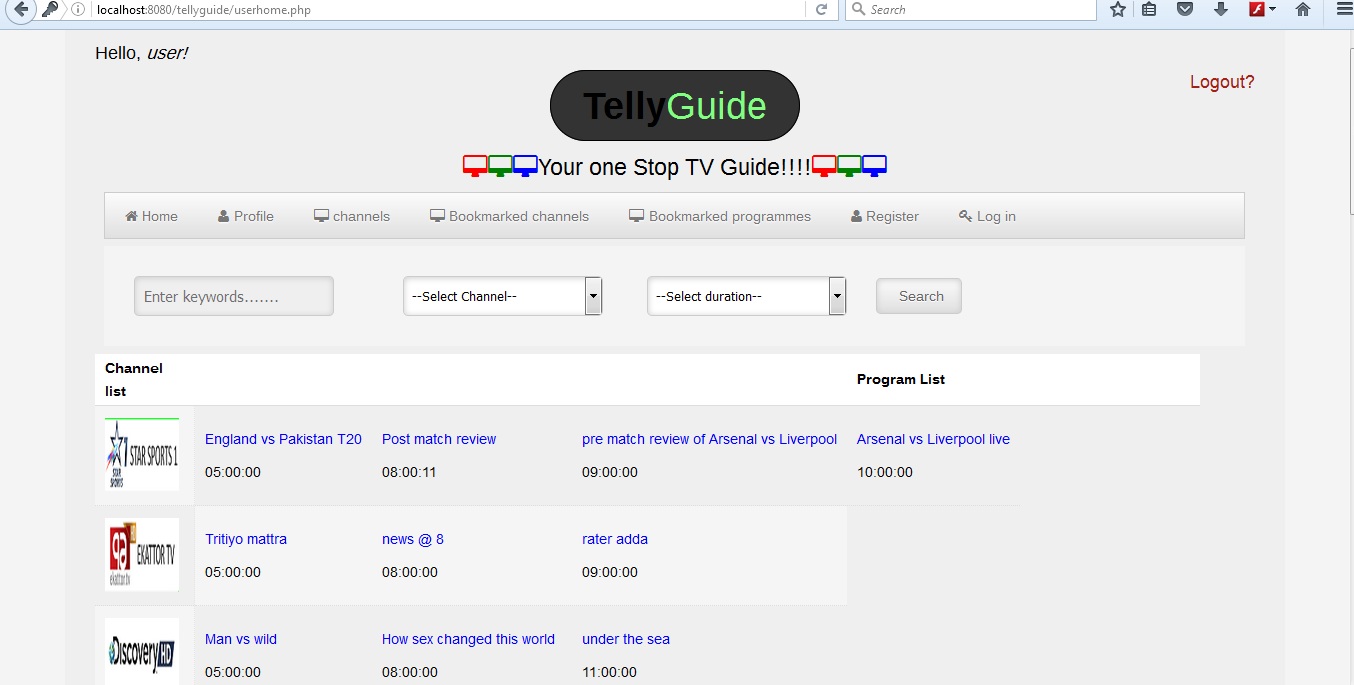 localhost:8080/tellyguide/userhome.php
Search
Hello, user!
Logout?
TellyGuide
Your one Stop TV Guide!!!!
Home Profile channels Bookmarked channels Bookmarked programmes Register Log in
Enter keywords....... --Select Channel-- --Select duration-- Search
Channel list
Program List
STAR SPORTS 1
STAR SPORTS
England vs Pakistan T20 Post match review pre match review of Arsenal vs Liverpool Arsenal vs Liverpool live
05:00:00 08:00:11 09:00:00 10:00:00
EKATTOR TV
ekattor.tv
Tritiyo mattra news @ 8 rater adda
05:00:00 08:00:00 09:00:00
Discovery HD
Man vs wild How sex changed this world under the sea
05:00:00 08:00:00 11:00:00